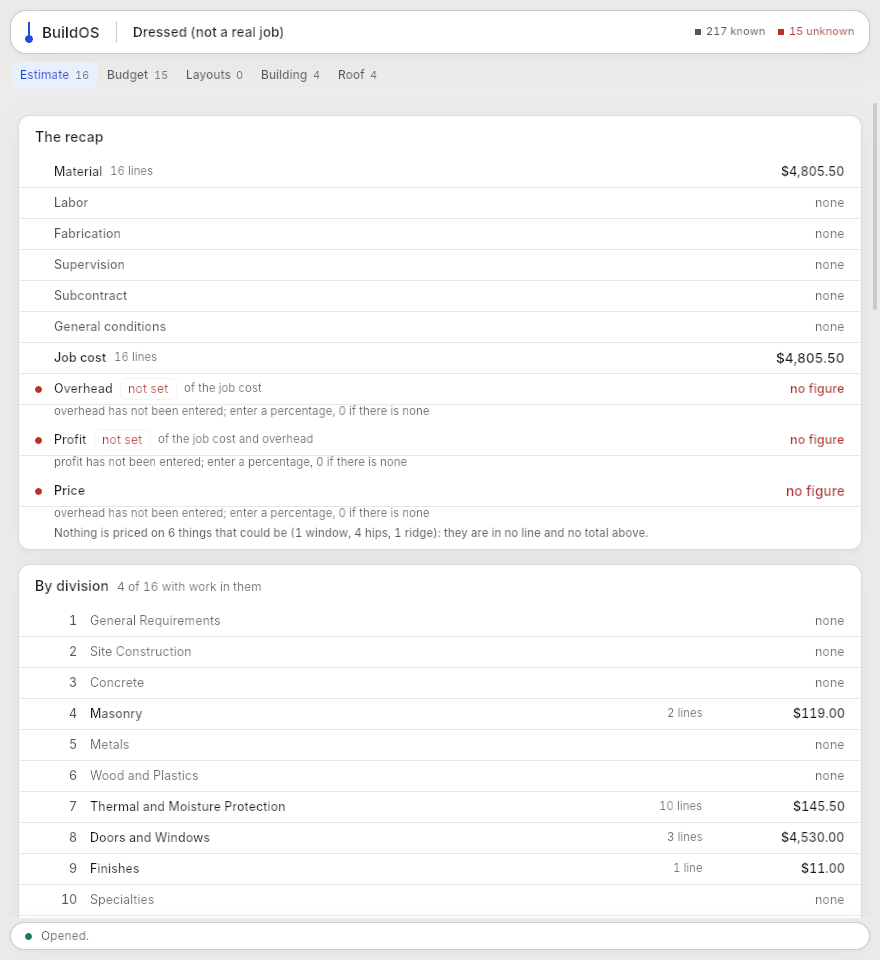 BuildOS Dressed (not a real job) 217 known 15 unknown
Estimate 16 Budget 15 Layouts 0 Building 4 Roof 4
The recap
Material 16 lines $4,805.50
Labor none
Fabrication none
Supervision none
Subcontract none
General conditions none
Job cost 16 lines $4,805.50
Overhead not set of the job cost no figure
overhead has not been entered; enter a percentage, 0 if there is none
Profit not set of the job cost and overhead no figure
profit has not been entered; enter a percentage, 0 if there is none
Price no figure
overhead has not been entered; enter a percentage, 0 if there is none
Nothing is priced on 6 things that could be (1 window, 4 hips, 1 ridge): they are in no line and no total above.
By division 4 of 16 with work in them
1 General Requirements none
2 Site Construction none
3 Concrete none
4 Masonry 2 lines $119.00
5 Metals none
6 Wood and Plastics none
7 Thermal and Moisture Protection 10 lines $145.50
8 Doors and Windows 3 lines $4,530.00
9 Finishes 1 line $11.00
10 Specialties none
Opened.